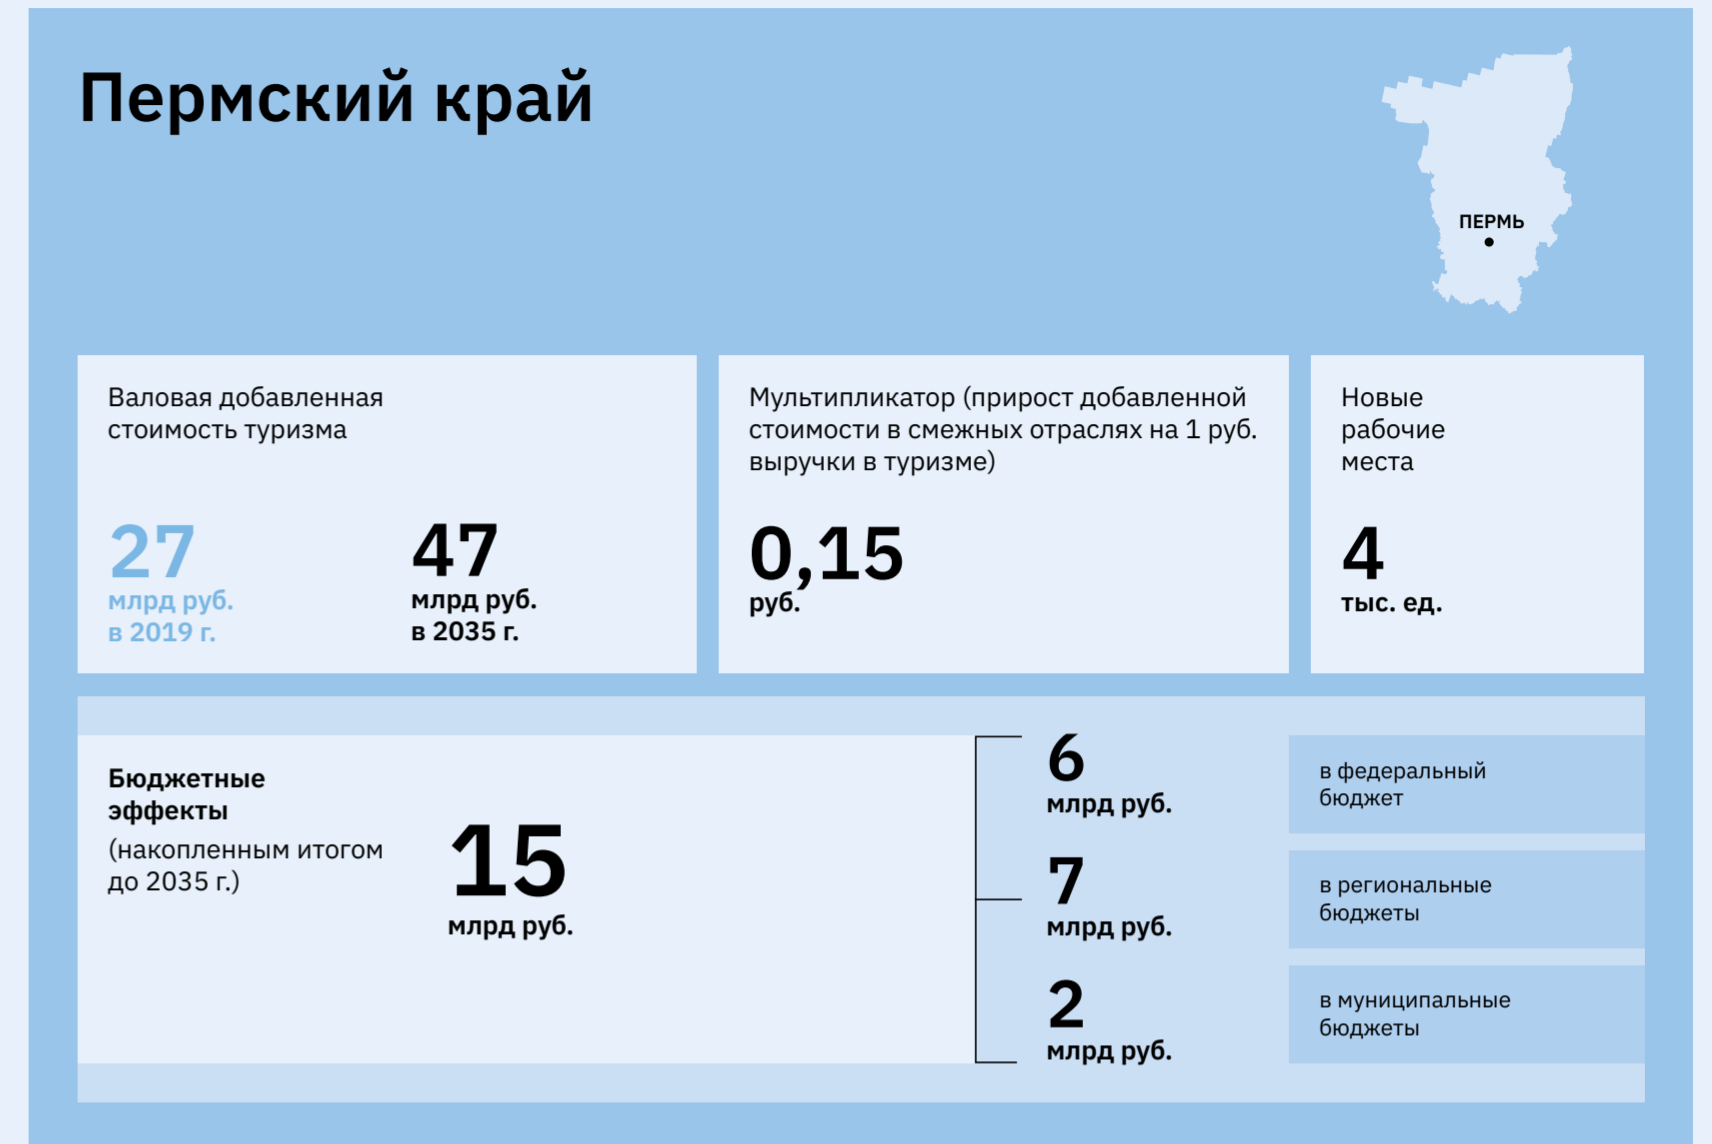 Пермский край
ПЕРМЬ
Валовая добавленная
стоимость туризма
27
млрд руб.
в 2019 г.
47
млрд руб.
в 2035 г.
Мультипликатор (прирост добавленной
стоимости в смежных отраслях на 1 руб.
выручки в туризме)
0,15
руб.
Новые
рабочие
места
4
тыс. ед.
Бюджетные
эффекты
(накопленным итогом
до 2035 г.)
15
млрд руб.
6
млрд руб.
в федеральный
бюджет
7
млрд руб.
в региональные
бюджеты
2
млрд руб.
в муниципальные
бюджеты